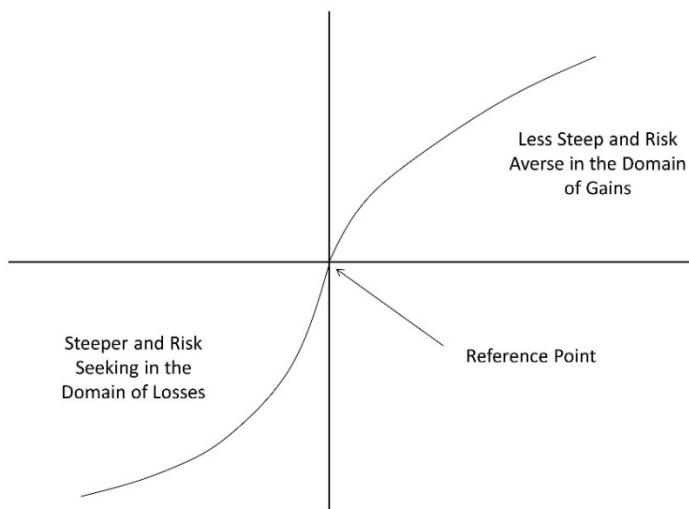 Less Steep and Risk
Averse in the Domain
of Gains
Steeper and Risk
Seeking in the
Domain of Losses
Reference Point